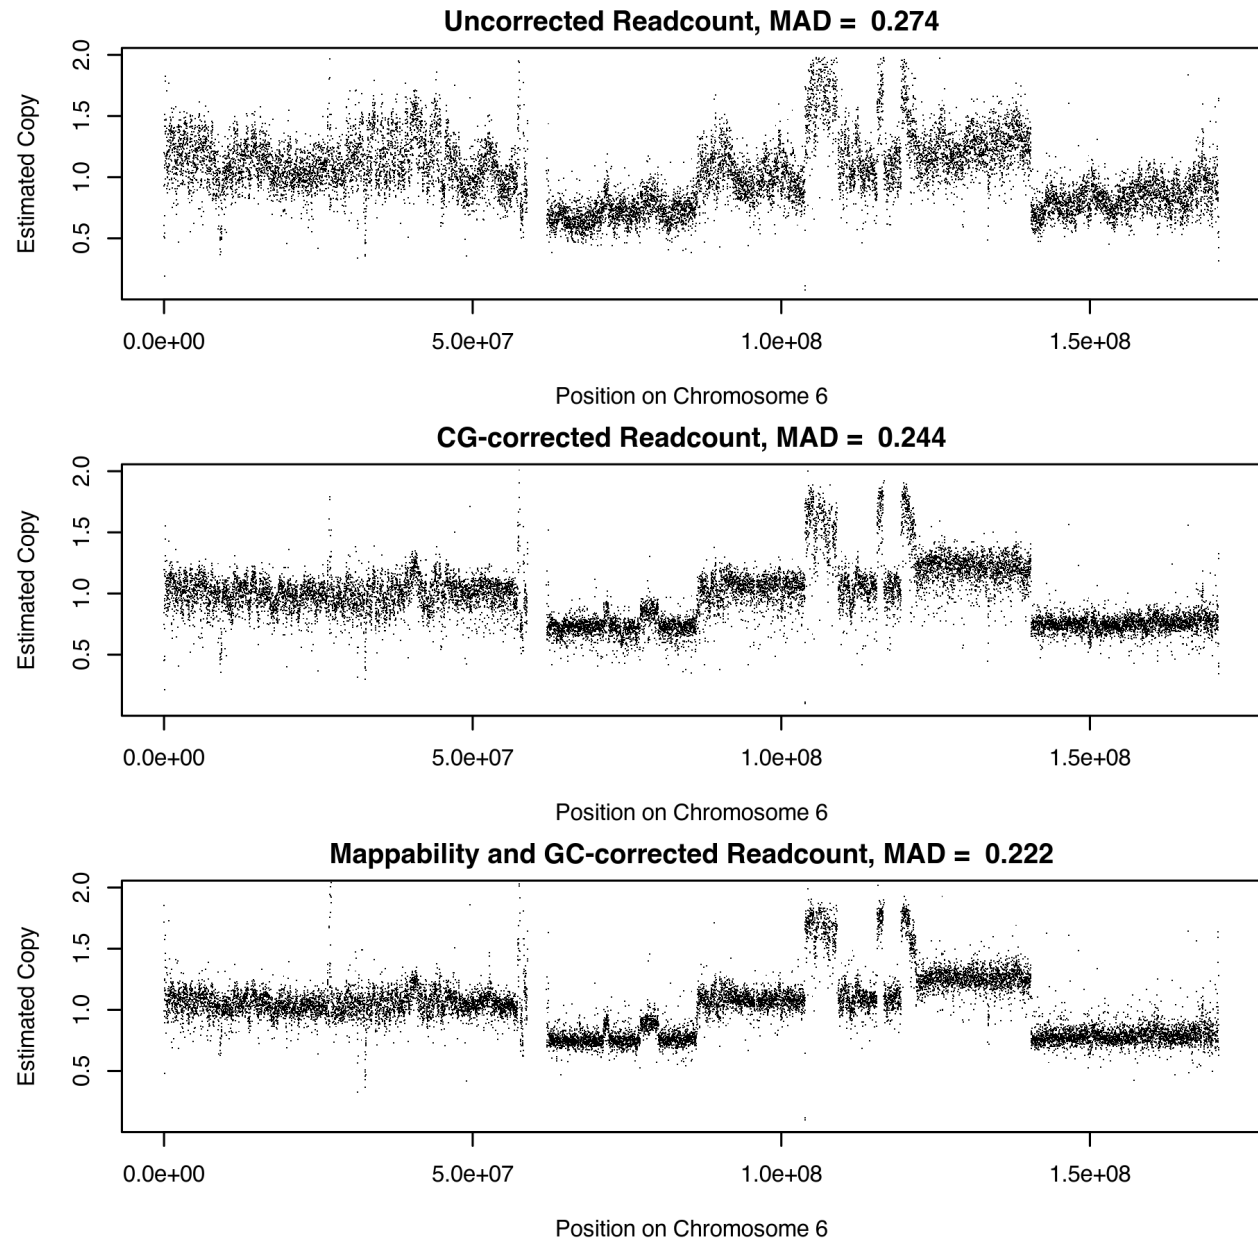 Uncorrected Readcount, MAD =  0.274
2.0
1.5
1.0
0.5
Estimated Copy
0.0e+00 5.0e+07 1.0e+08 1.5e+08
Position on Chromosome 6
CG-corrected Readcount, MAD =  0.244
2.0
1.5
1.0
0.5
Estimated Copy
0.0e+00 5.0e+07 1.0e+08 1.5e+08
Position on Chromosome 6
Mappability and GC-corrected Readcount, MAD =  0.222
2.0
1.5
1.0
0.5
Estimated Copy
0.0e+00 5.0e+07 1.0e+08 1.5e+08
Position on Chromosome 6